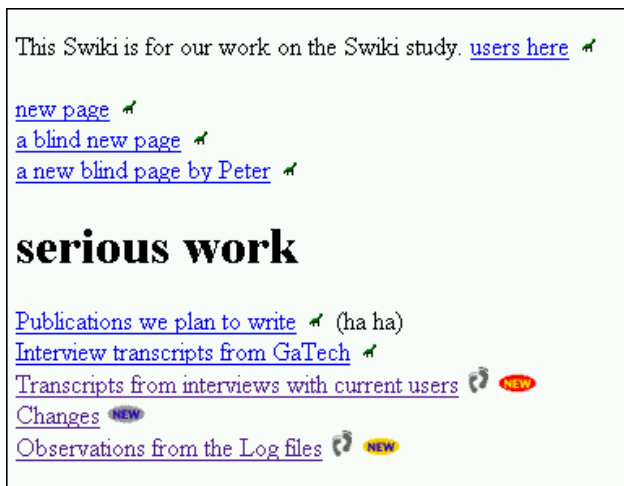 This Swiki is for our work on the Swiki study. users here
new page
a blind new page
a new blind page by Peter
serious work
Publications we plan to write (ha ha)
Interview transcripts from GaTech
Transcripts from interviews with current users NEW
Changes NEW
Observations from the Log files NEW